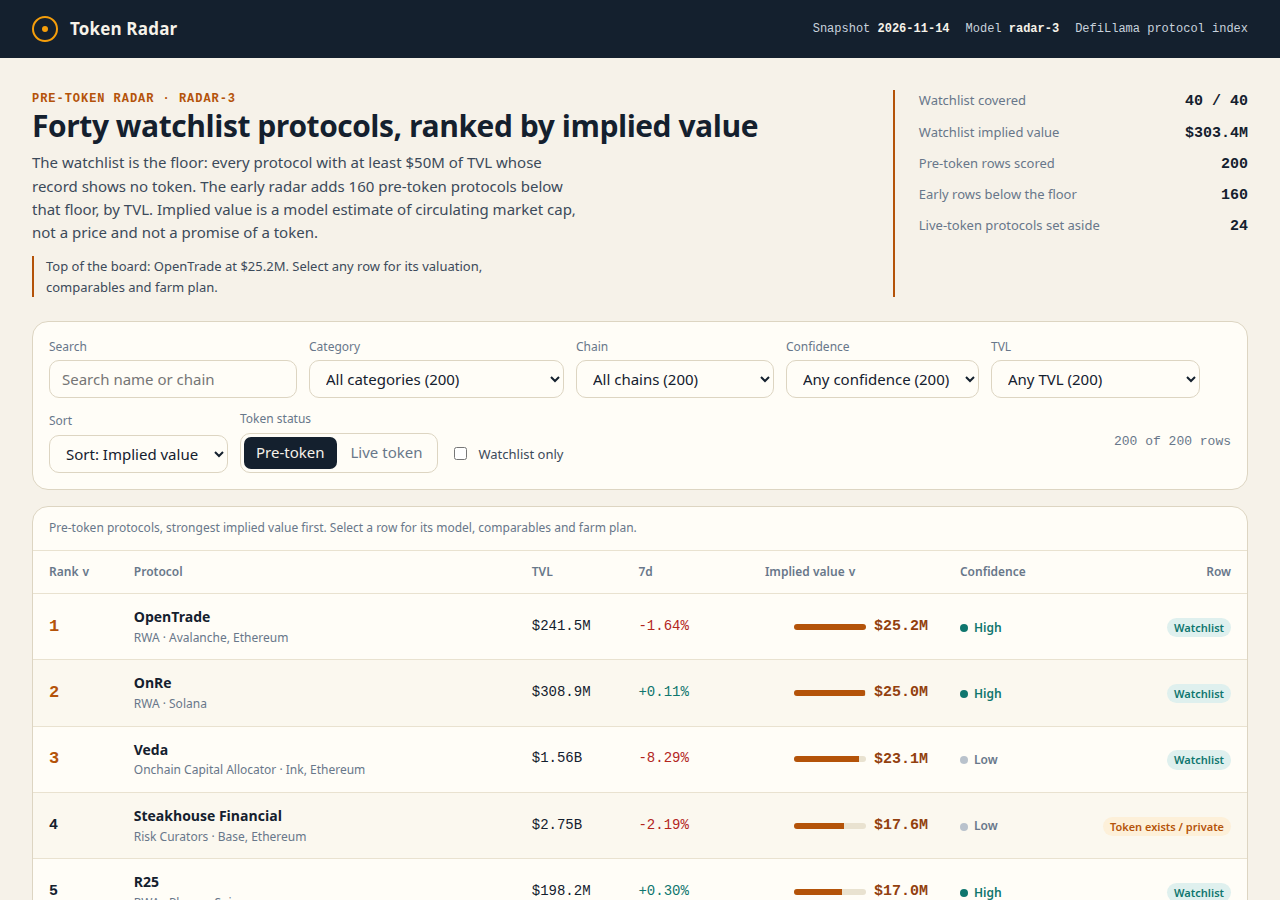 Token Radar
Snapshot 2026-11-14 Model radar-3 DefiLlama protocol index
PRE-TOKEN RADAR · RADAR-3
Forty watchlist protocols, ranked by implied value
The watchlist is the floor: every protocol with at least $50M of TVL whose
record shows no token. The early radar adds 160 pre-token protocols below
that floor, by TVL. Implied value is a model estimate of circulating market cap,
not a price and not a promise of a token.
Top of the board: OpenTrade at $25.2M. Select any row for its valuation,
comparables and farm plan.
Watchlist covered 40 / 40
Watchlist implied value $303.4M
Pre-token rows scored 200
Early rows below the floor 160
Live-token protocols set aside 24
Search Category Chain Confidence TVL
Search name or chain All categories (200) All chains (200) Any confidence (200) Any TVL (200)
Sort Token status
Sort: Implied value Pre-token Live token Watchlist only 200 of 200 rows
Pre-token protocols, strongest implied value first. Select a row for its model, comparables and farm plan.
Rank v Protocol TVL 7d Implied value v Confidence Row
1 OpenTrade $241.5M -1.64% $25.2M High Watchlist
RWA · Avalanche, Ethereum
2 OnRe $308.9M +0.11% $25.0M High Watchlist
RWA · Solana
3 Veda $1.56B -8.29% $23.1M Low Watchlist
Onchain Capital Allocator · Ink, Ethereum
4 Steakhouse Financial $2.75B -2.19% $17.6M Low Token exists / private
Risk Curators · Base, Ethereum
5 R25 $198.2M +0.30% $17.0M High Watchlist